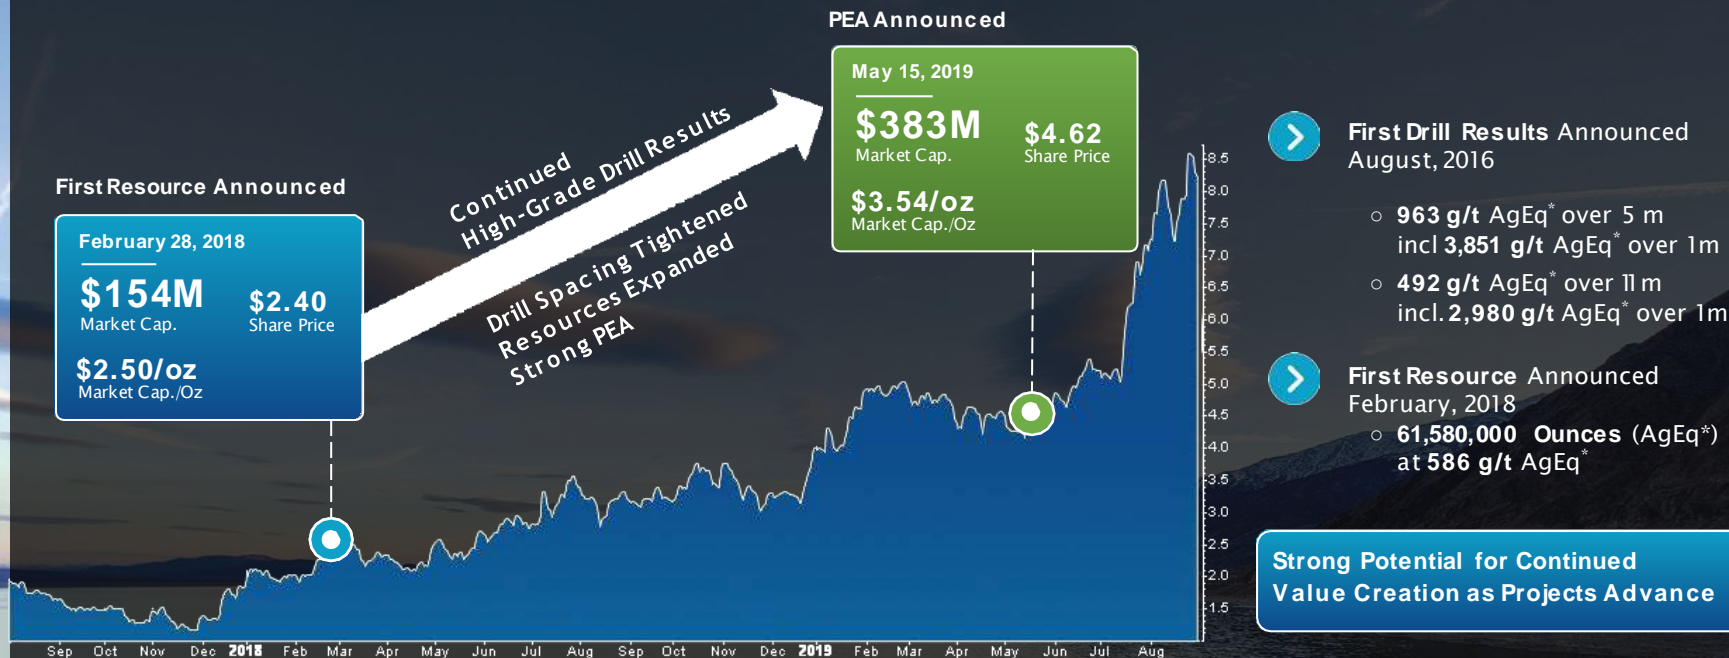 PEA Announced
May 15, 2019
$383M
Market Cap.
$4.62
Share Price
$3.54/oz
Market Cap./Oz
First Resource Announced
February 28, 2018
$154M
Market Cap.
$2.40
Share Price
$2.50/oz
Market Cap./Oz
Continued
High-Grade Drill Results
Drill Spacing Tightened
Resources Expanded
Strong PEA
8.5
8.0
7.5
7.0
6.5
6.0
5.5
5.0
4.5
4.0
3.5
3.0
2.5
2.0
1.5
Sep Oct Nov Dec 2018 Feb Mar Apr May Jun Jul Aug Sep Oct Nov Dec 2019 Feb Mar Apr May Jun Jul Aug
First Drill Results Announced
August, 2016
○ 963 g/t AgEq* over 5 m
incl 3,851 g/t AgEq* over 1m
○ 492 g/t AgEq* over 11 m
incl. 2,980 g/t AgEq* over 1m
First Resource Announced
February, 2018
○ 61,580,000 Ounces (AgEq*)
at 586 g/t AgEq*
Strong Potential for Continued
Value Creation as Projects Advance